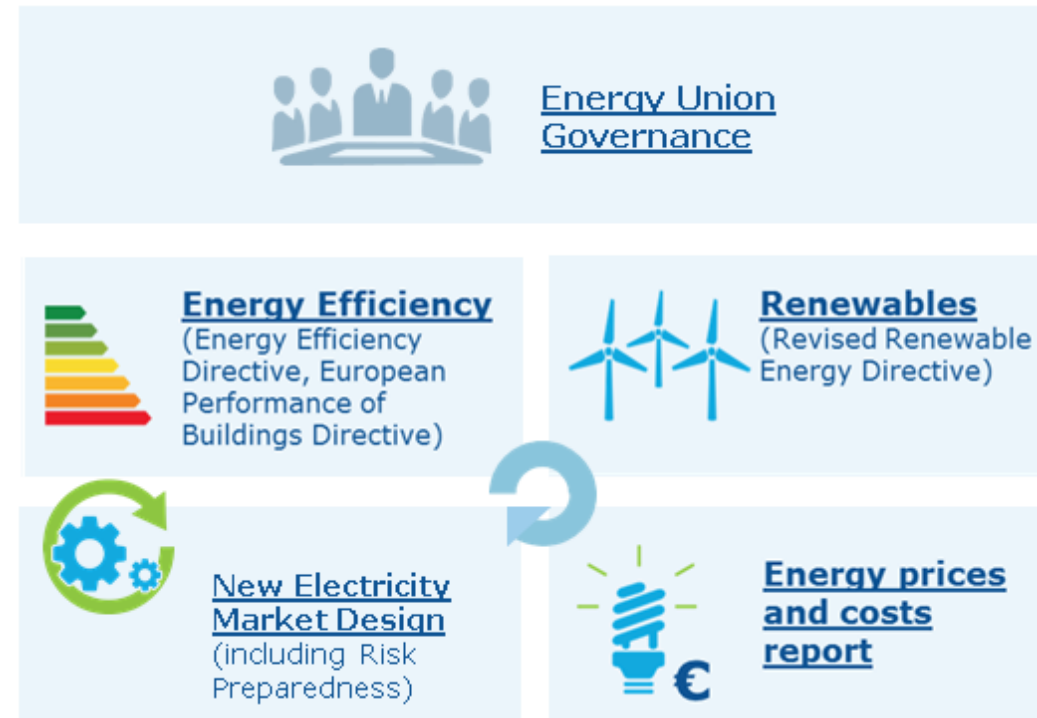 Energy Union
Governance
Energy Efficiency
(Energy Efficiency
Directive, European
Performance of
Buildings Directive)
Renewables
(Revised Renewable
Energy Directive)
New Electricity
Market Design
(including Risk
Preparedness)
Energy prices
and costs
report
€